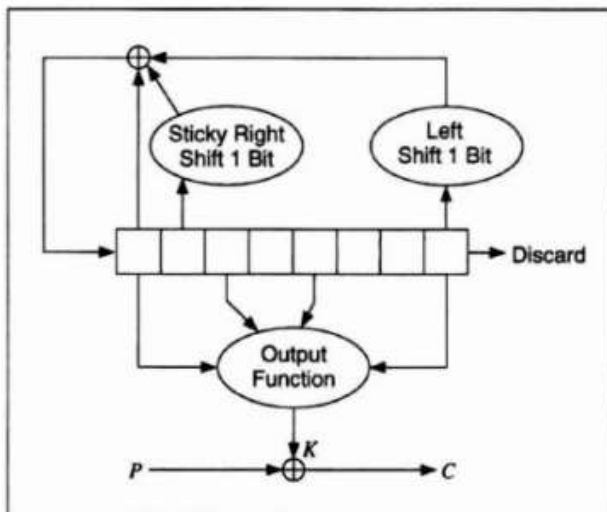 Sticky Right
Shift 1 Bit
Left
Shift 1 Bit
Discard
Output
Function
K
P
C